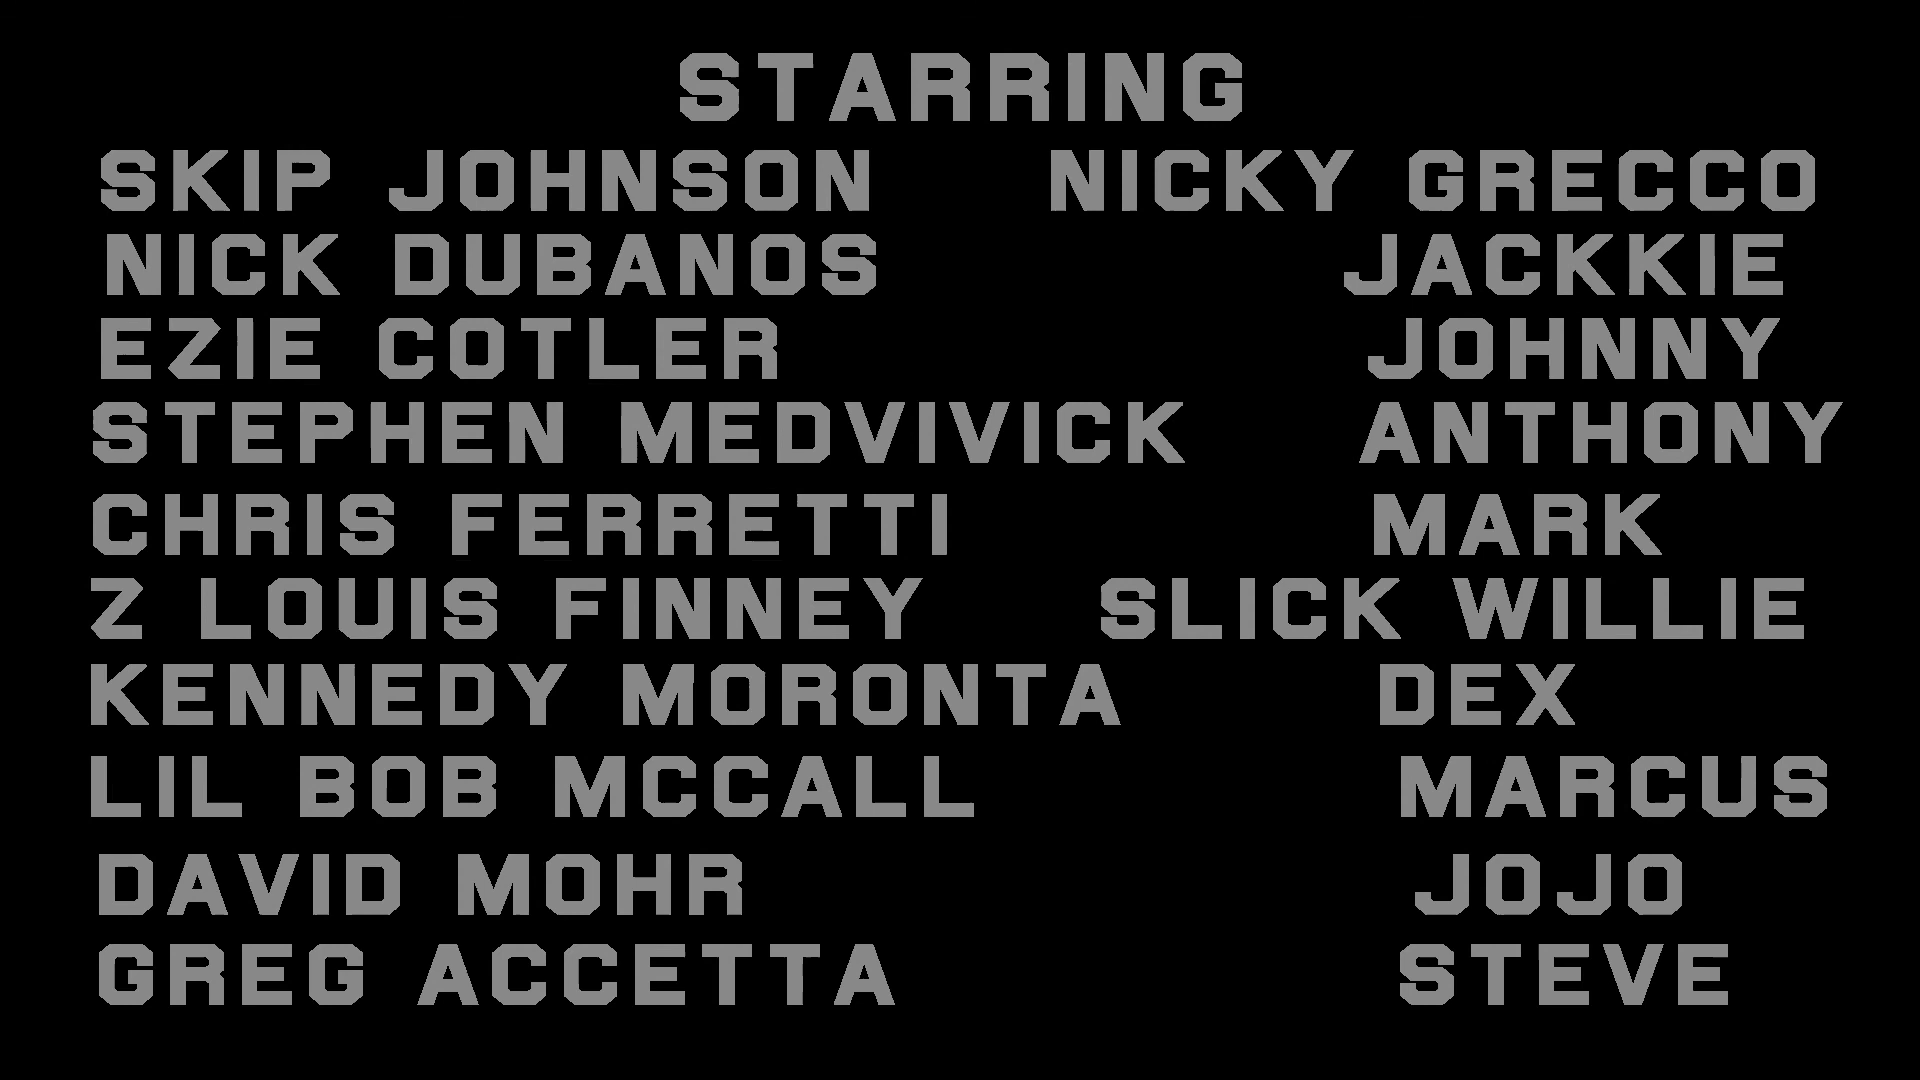 STARRING
SKIP JOHNSON NICKY GRECCO
NICK DUBANOS JACKKIE
EZIE COTLER JOHNNY
STEPHEN MEDVIVICK ANTHONY
CHRIS FERRETTI MARK
Z LOUIS FINNEY SLICK WILLIE
KENNEDY MORONTA DEX
LIL BOB MCCALL MARCUS
DAVID MOHR JOJO
GREG ACCETTA STEVE